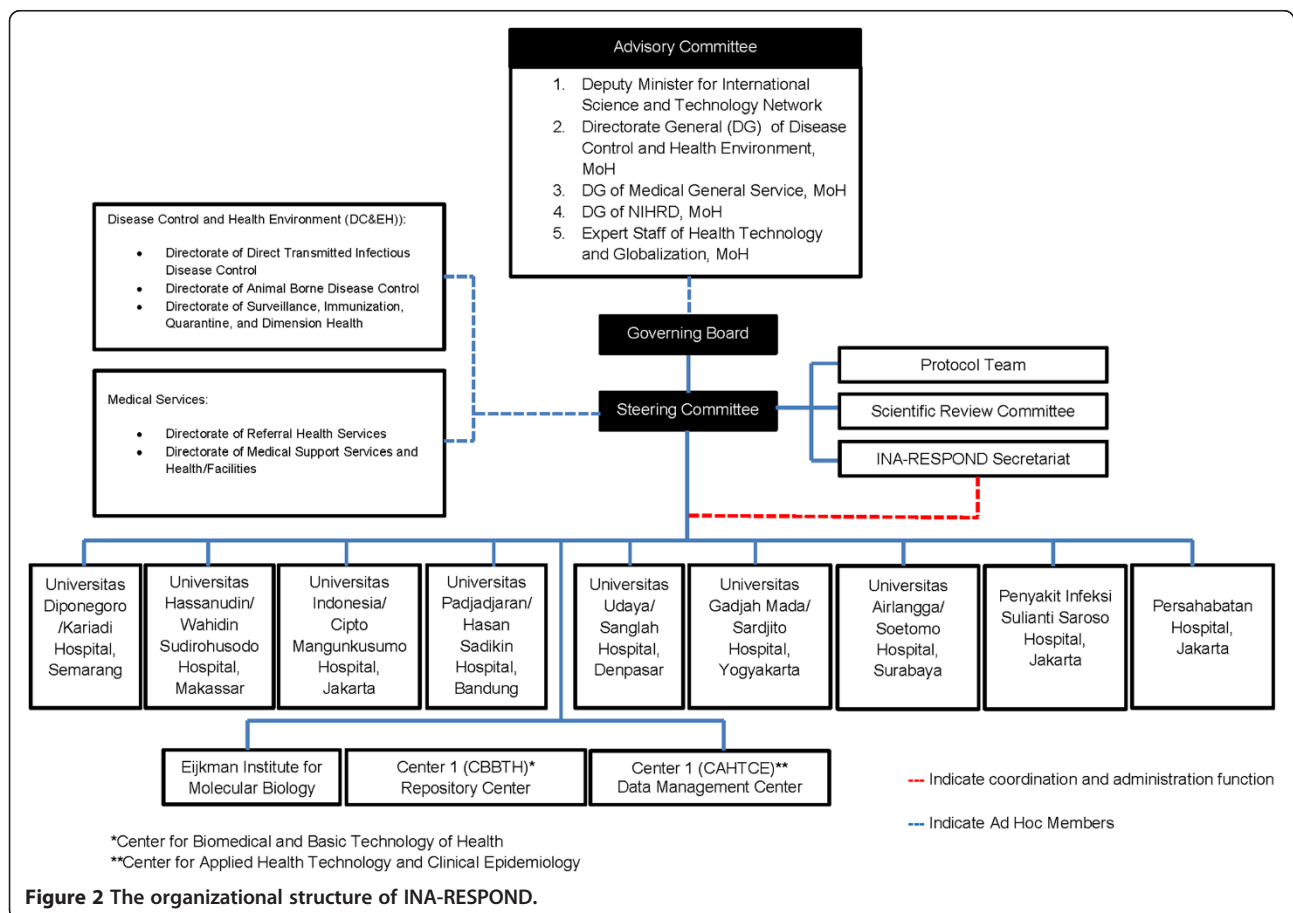 Advisory Committee
1. Deputy Minister for International
Science and Technology Network
2. Directorate General (DG) of Disease
Control and Health Environment,
MoH
3. DG of Medical General Service, MoH
4. DG of NIHRD, MoH
5. Expert Staff of Health Technology
and Globalization, MoH
Disease Control and Health Environment (DC&EH)):
• Directorate of Direct Transmitted Infectious
Disease Control
• Directorate of Animal Borne Disease Control
• Directorate of Surveillance, Immunization,
Quarantine, and Dimension Health
Governing Board
Medical Services:
• Directorate of Referral Health Services
• Directorate of Medical Support Services and
Health/Facilities
Steering Committee
Protocol Team
Scientific Review Committee
INA-RESPOND Secretariat
Universitas
Diponegoro
/Kariadi
Hospital,
Semarang
Universitas
Hassanudin/
Wahidin
Sudirohusodo
Hospital,
Makassar
Universitas
Indonesia/
Cipto
Mangunkusumo
Hospital,
Jakarta
Universitas
Padjadjaran/
Hasan
Sadikin
Hospital,
Bandung
Universitas
Udaya/
Sanglah
Hospital,
Denpasar
Universitas
Gadjah Mada/
Sardjito
Hospital,
Yogyakarta
Universitas
Airlangga/
Soetomo
Hospital,
Surabaya
Penyakit Infeksi
Sulianti Saroso
Hospital,
Jakarta
Persahabatan
Hospital,
Jakarta
Eijkman Institute for
Molecular Biology
Center 1 (CBBTH)*
Repository Center
Center 1 (CAHTCE)**
Data Management Center
Indicate coordination and administration function
Indicate Ad Hoc Members
*Center for Biomedical and Basic Technology of Health
**Center for Applied Health Technology and Clinical Epidemiology
Figure 2 The organizational structure of INA-RESPOND.